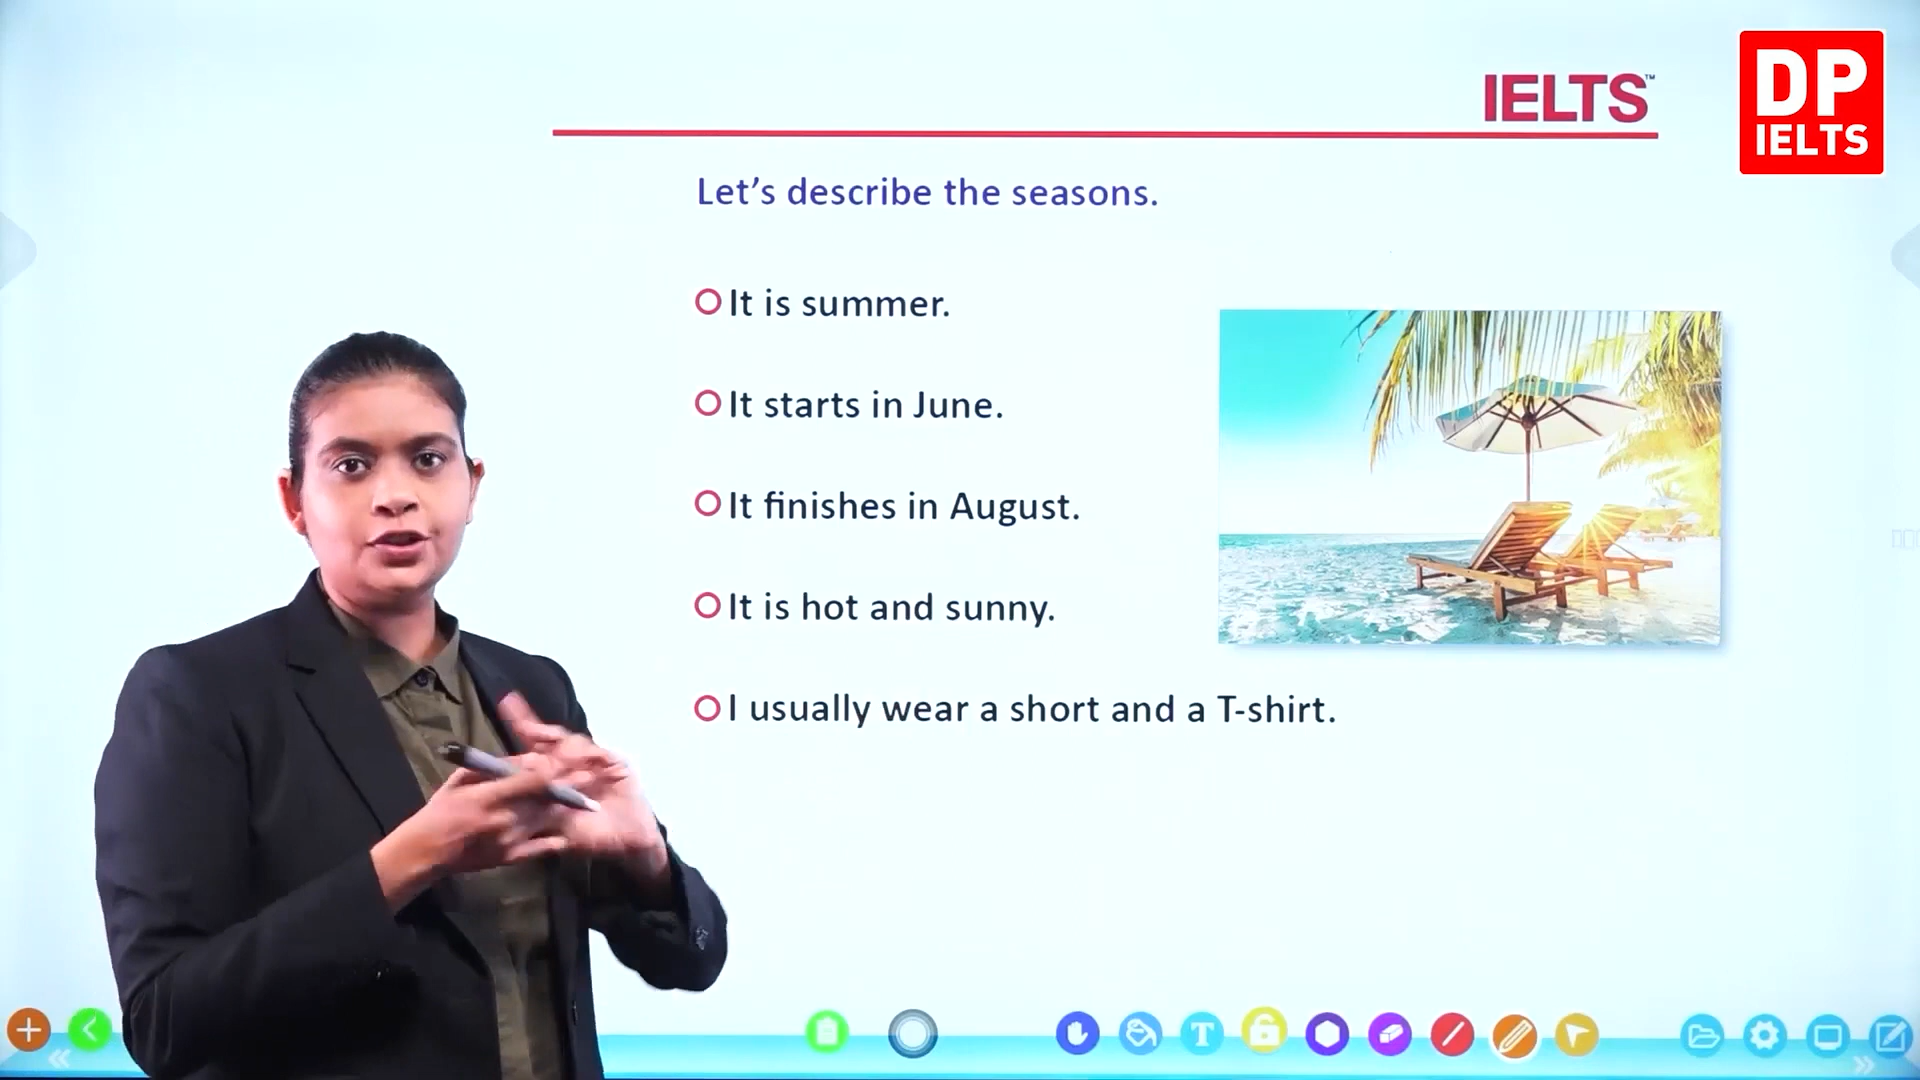 IELTS™
DP
IELTS
Let's describe the seasons.
It is summer.
It starts in June.
It finishes in August.
It is hot and sunny.
I usually wear a short and a T-shirt.
T